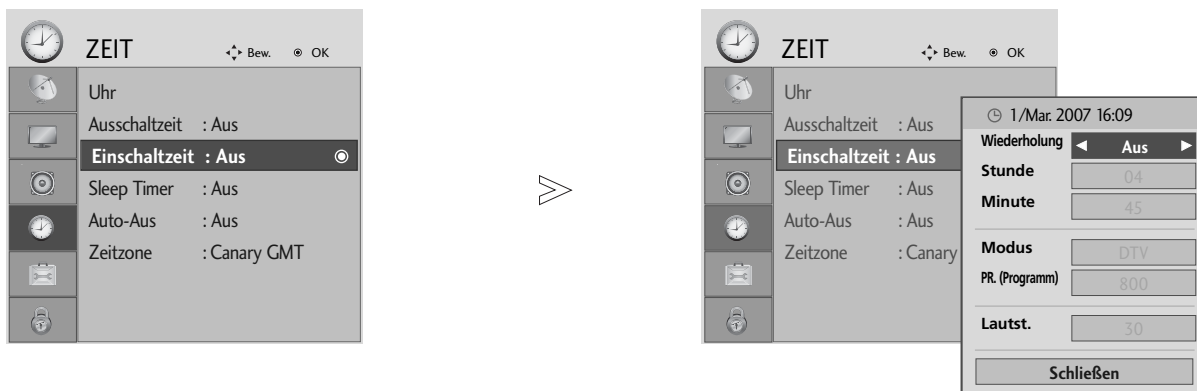 ZEIT Bew. OK
Uhr
Ausschaltzeit : Aus
Einschaltzeit : Aus
Sleep Timer : Aus
Auto-Aus : Aus
Zeitzone : Canary GMT
ZEIT Bew. OK
Uhr
Ausschaltzeit : Aus
Einschaltzeit : Aus
Sleep Timer : Aus
Auto-Aus : Aus
Zeitzone : Canary
1/Mar. 2007 16:09
Wiederholung Aus
Stunde 04
Minute 45
Modus DTV
PR. (Programm) 800
Lautst. 30
Schließen